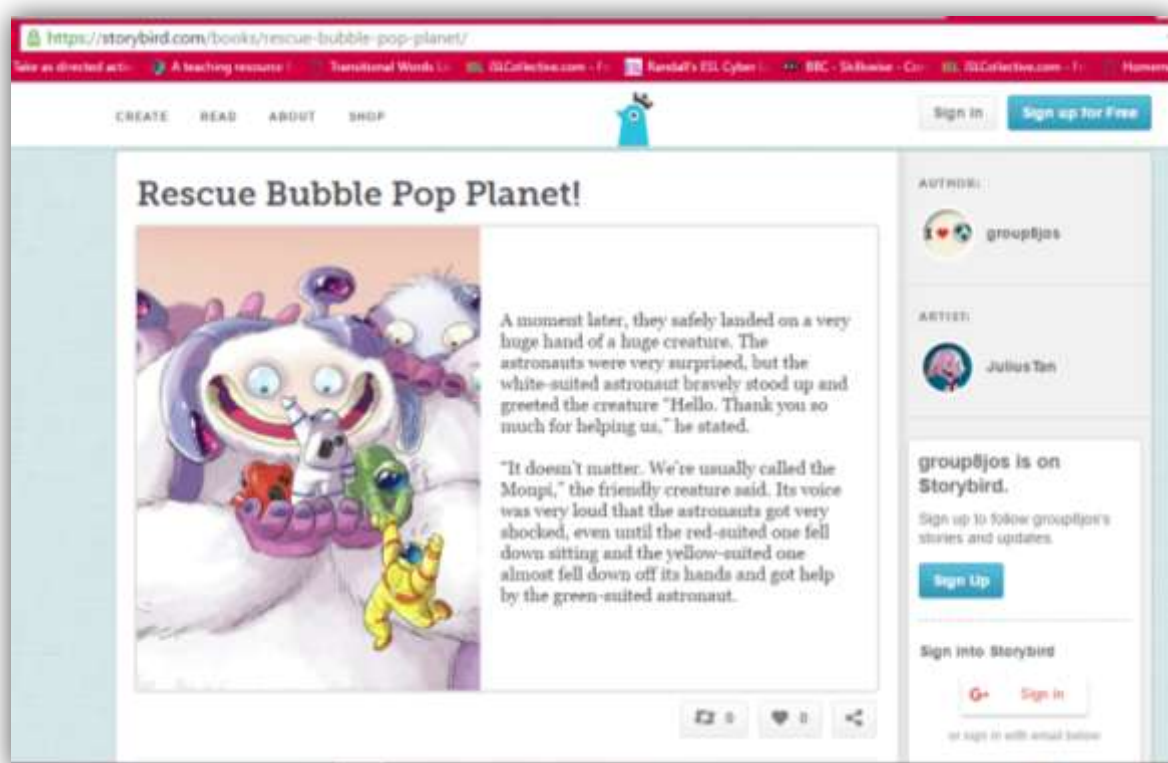 https://storybird.com/books/rescue-bubble-pop-planet/
Take as directed
A teaching resource
Transitional Words
iSLCollective.com
Randall's ESL Cyber
BBC - Skillwise
iSLCollective.com
CREATE READ ABOUT SHOP
Sign in
Sign up for Free
Rescue Bubble Pop Planet!
A moment later, they safely landed on a very
huge hand of a huge creature. The
astronauts were very surprised, but the
white-suited astronaut bravely stood up and
greeted the creature “Hello. Thank you so
much for helping us,” he stated.
“It doesn't matter. We're usually called the
Monpi,” the friendly creature said. Its voice
was very loud that the astronauts got very
shocked, even until the red-suited one fell
down sitting and the yellow-suited one
almost fell down off its hands and got help
by the green-suited astronaut.
0
0
AUTHOR:
group8jos
ARTIST:
Julius Tan
group8jos is on
Storybird.
Sign up to follow group8jos's
stories and updates.
Sign Up
Sign into Storybird
G+ Sign in
or sign in with email below